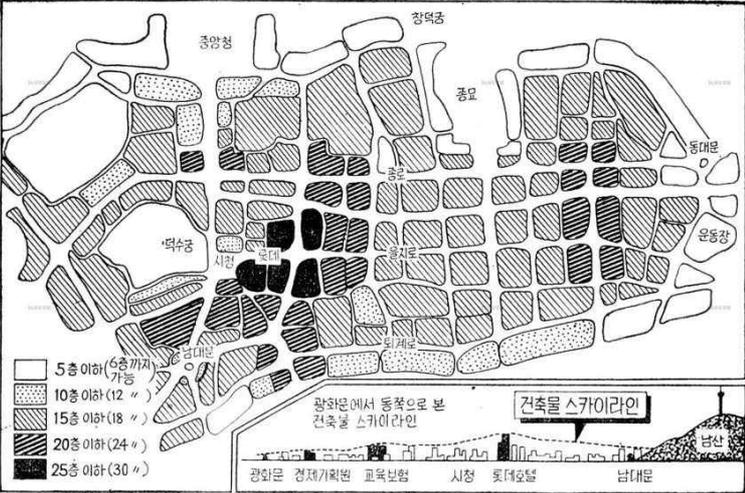 창덕궁
중앙청
종묘
동대문
종로
운동장
덕수궁
시청
롯데
을지로
남대문
퇴계로
5층이하(6층까지 가능)
10층이하(12 〃)
15층이하(18 〃)
20층이하(24 〃)
25층이하(30 〃)
광화문에서 동쪽으로 본
건축물 스카이라인
건축물 스카이라인
남산
광화문 경제기획원 교육보험 시청 롯데호텔 남대문